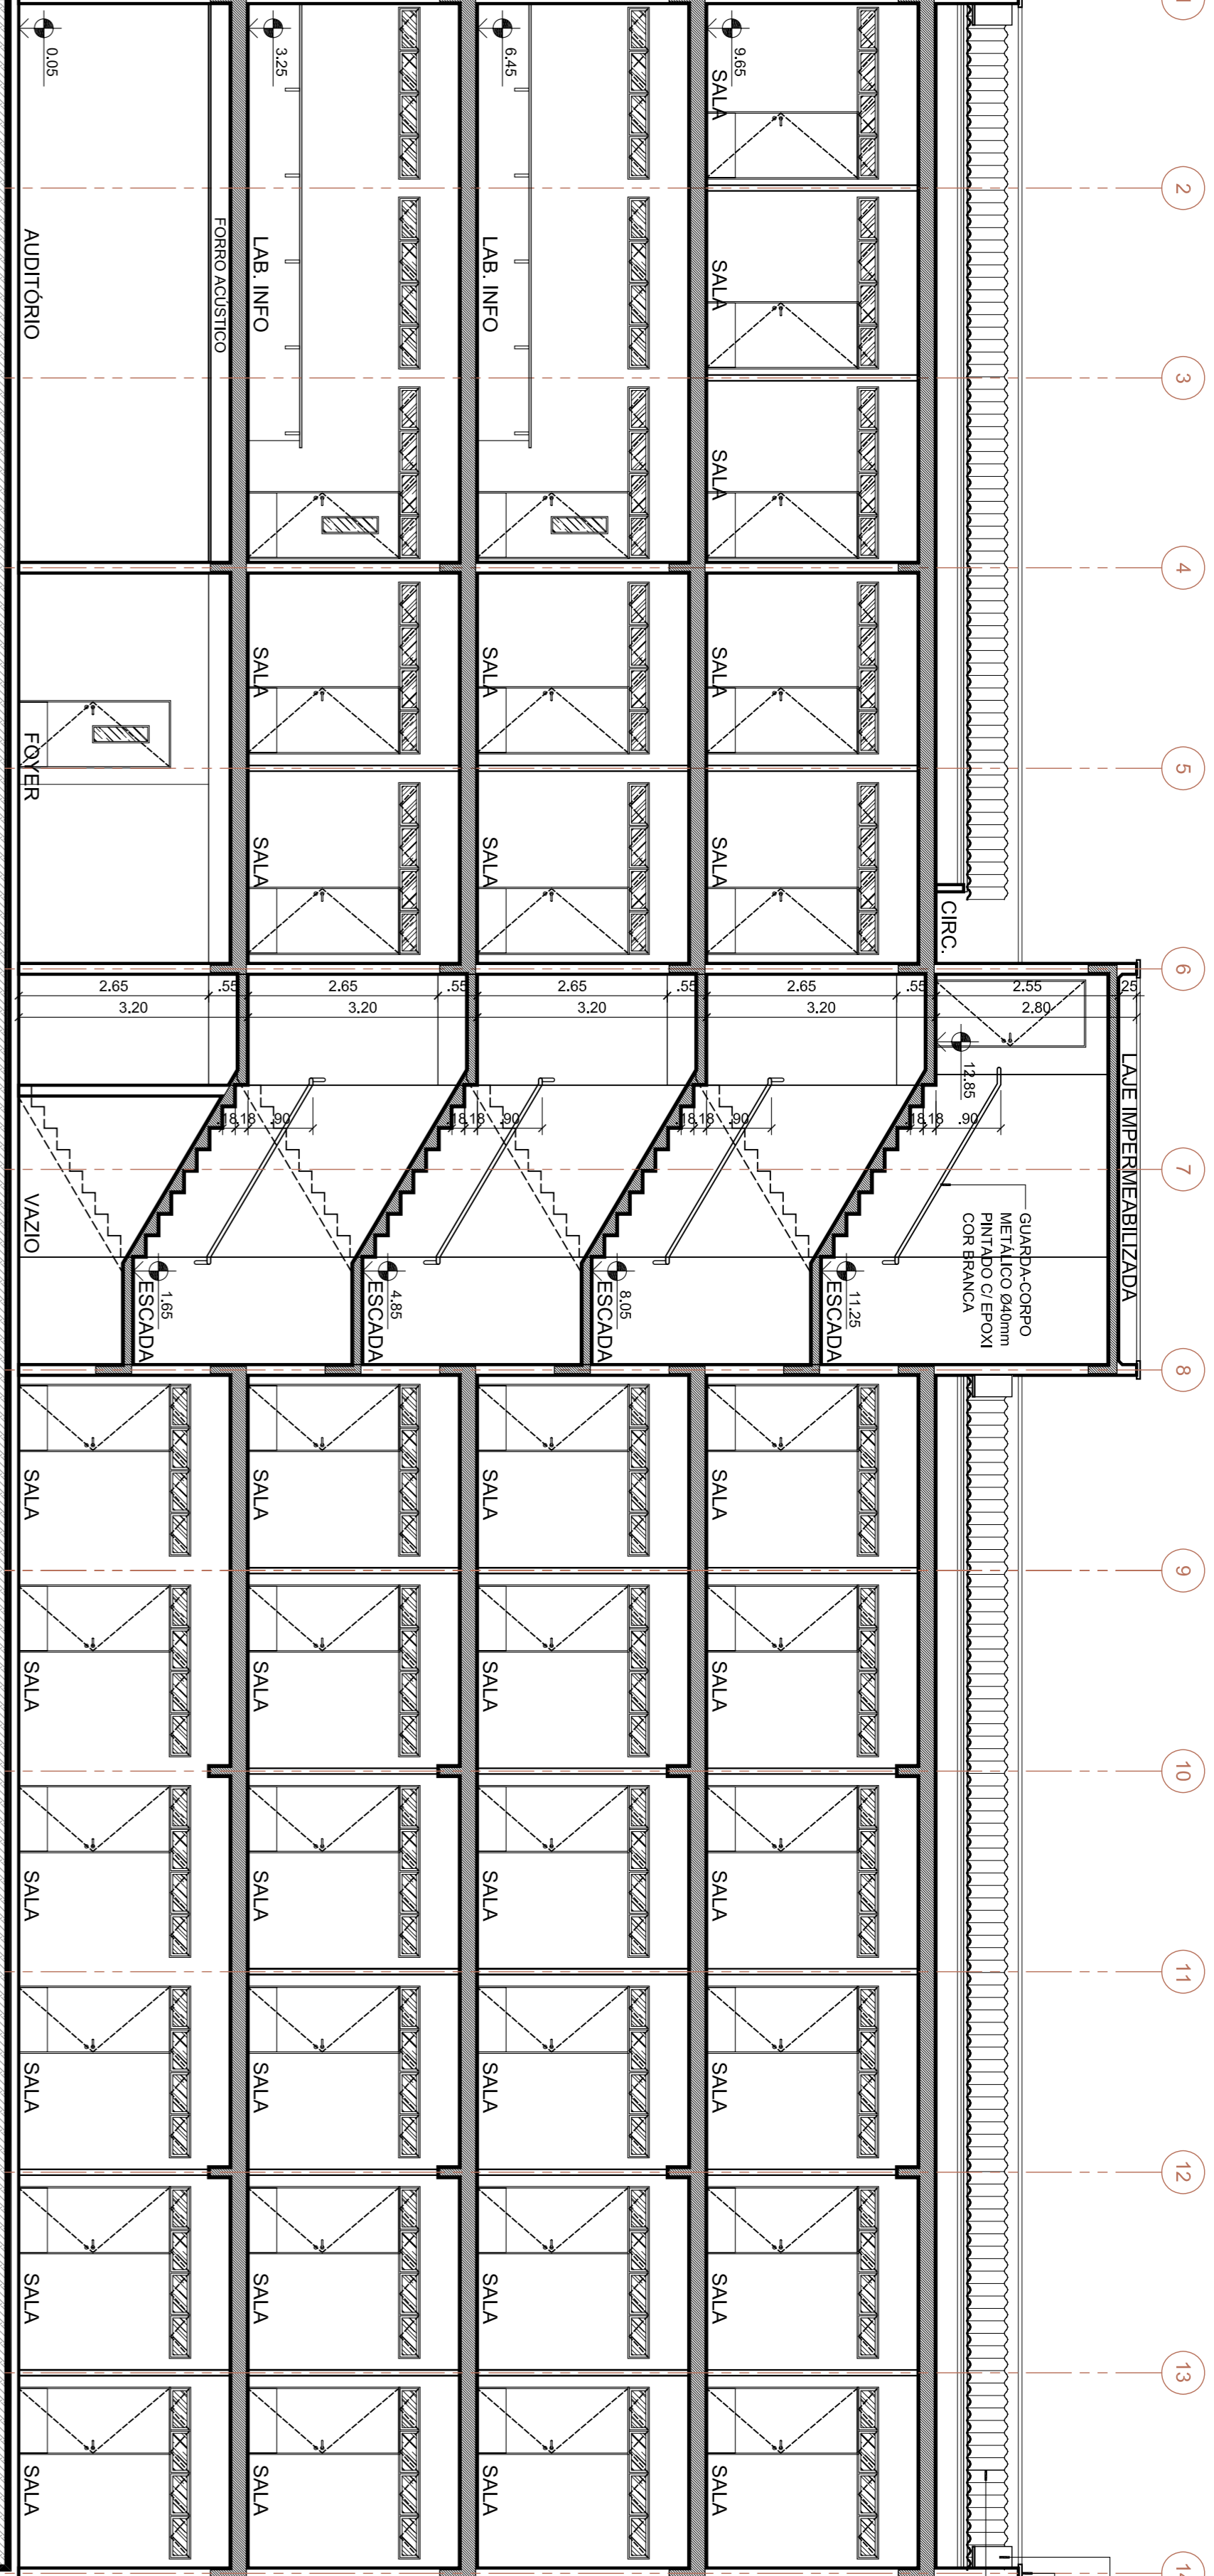 1
2
3
4
5
6
7
8
9
10
11
12
13
14
LAJE IMPERMEABILIZADA
.25
2.55
2.80
12.85
CIRC.
GUARDA-CORPO
METÁLICO Ø40mm
PINTADO C/ EPOXI
COR BRANCA
.90
.18
.18
9.65
SALA
SALA
SALA
SALA
SALA
.55
2.65
3.20
11.25
ESCADA
SALA
SALA
SALA
SALA
SALA
SALA
.90
.18
.18
6.45
LAB. INFO
SALA
SALA
.55
2.65
3.20
8.05
ESCADA
SALA
SALA
SALA
SALA
SALA
SALA
.90
.18
.18
3.25
LAB. INFO
SALA
SALA
.55
2.65
3.20
4.85
ESCADA
SALA
SALA
SALA
SALA
SALA
SALA
.90
.18
.18
FORRO ACÚSTICO
0.05
AUDITÓRIO
FOYER
.55
2.65
3.20
1.65
ESCADA
VAZIO
SALA
SALA
SALA
SALA
SALA
SALA